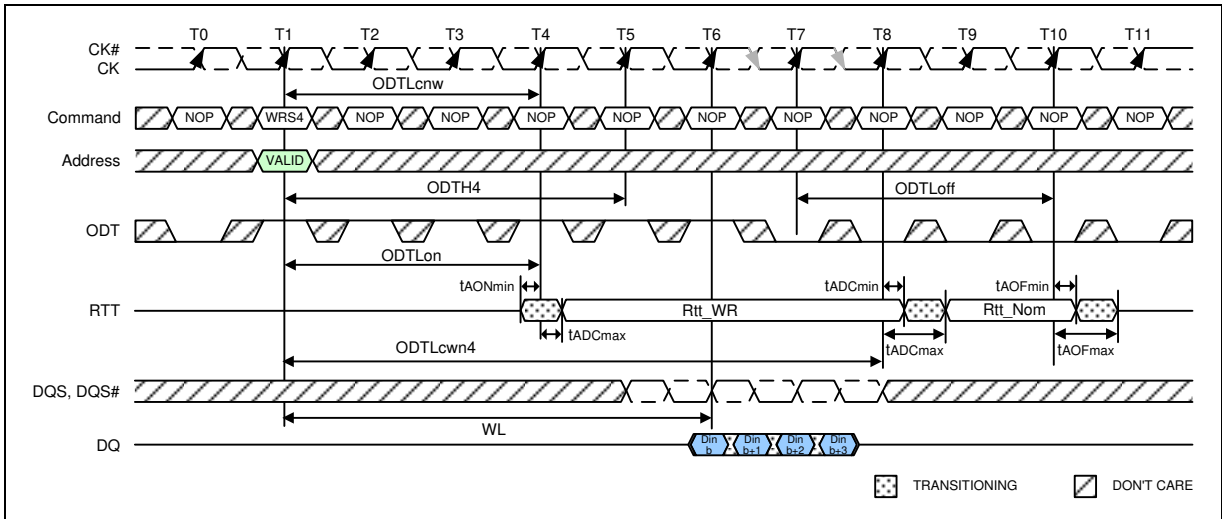 T0 T1 T2 T3 T4 T5 T6 T7 T8 T9 T10 T11
CK#
CK
ODTLcnw
Command NOP WRS4 NOP NOP NOP NOP NOP NOP NOP NOP NOP NOP
Address VALID
ODTH4 ODTLoff
ODT
ODTLon
tAONmin tADCmin tAOFmin
RTT Rtt_WR Rtt_Nom
tADCmax tADCmax tAOFmax
ODTLcwn4
DQS, DQS#
WL
DQ Din b Din b+1 Din b+2 Din b+3
TRANSITIONING DON'T CARE